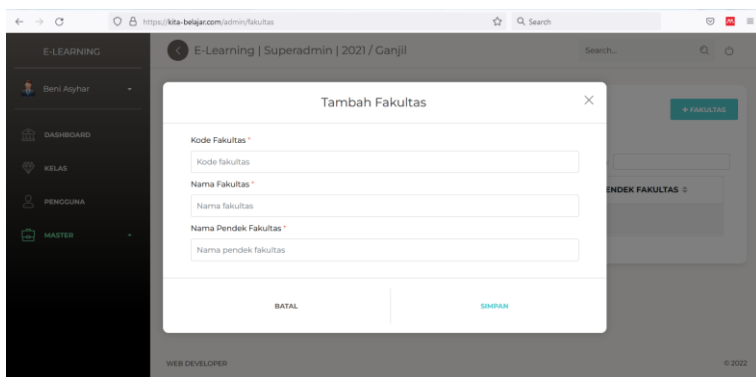 https://kita-belajar.com/admin/fakultas
Search
E-LEARNING
E-Learning | Superadmin | 2021 / Ganjil
Search...
Beni Asyhar
Tambah Fakultas
+ FAKULTAS
DASHBOARD
Kode Fakultas *
Kode fakultas
KELAS
Nama Fakultas *
ENDEK FAKULTAS
PENGGUNA
Nama fakultas
Nama Pendek Fakultas *
MASTER
Nama pendek fakultas
BATAL
SIMPAN
WEB DEVELOPER
© 2022